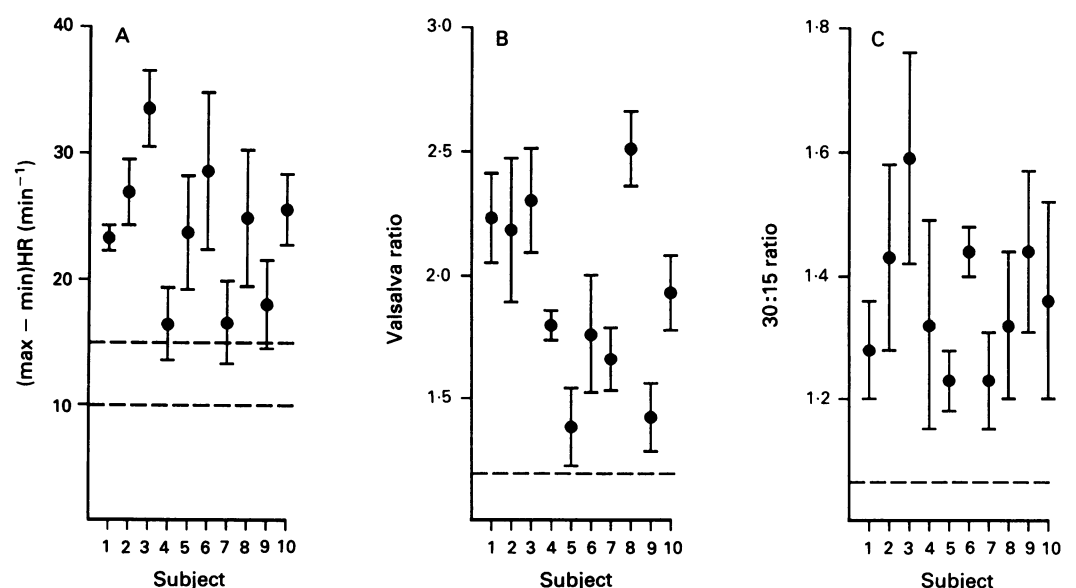 A
40
30
20
10
(max − min)HR (min⁻¹)
1 2 3 4 5 6 7 8 9 10
Subject
B
3·0
2·5
2·0
1·5
Valsalva ratio
1 2 3 4 5 6 7 8 9 10
Subject
C
1·8
1·6
1·4
1·2
30:15 ratio
1 2 3 4 5 6 7 8 9 10
Subject